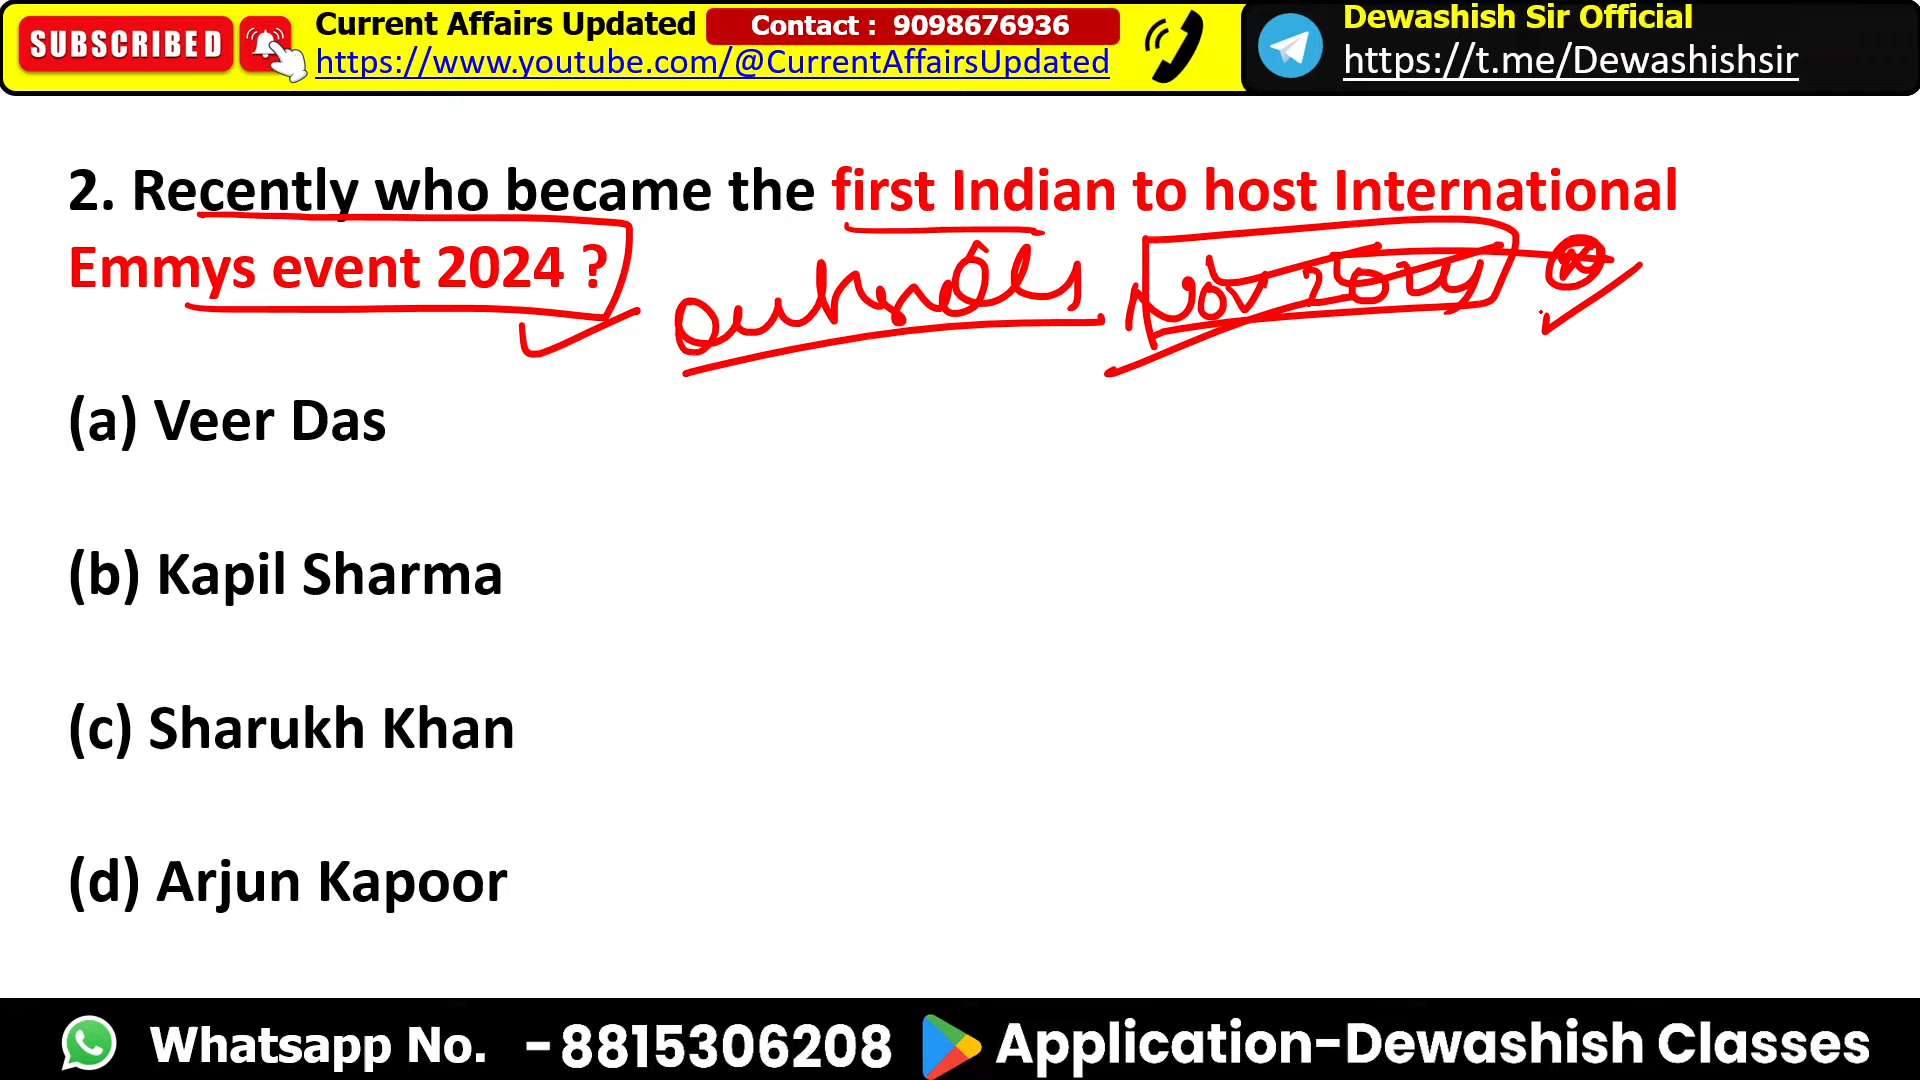 SUBSCRIBED
Current Affairs Updated
Contact : 9098676936
https://www.youtube.com/@CurrentAffairsUpdated
Dewashish Sir Official
https://t.me/Dewashishsir
2. Recently who became the first Indian to host International
Emmys event 2024 ?
Nov 2024
(a) Veer Das
(b) Kapil Sharma
(c) Sharukh Khan
(d) Arjun Kapoor
Whatsapp No. -8815306208
Application-Dewashish Classes